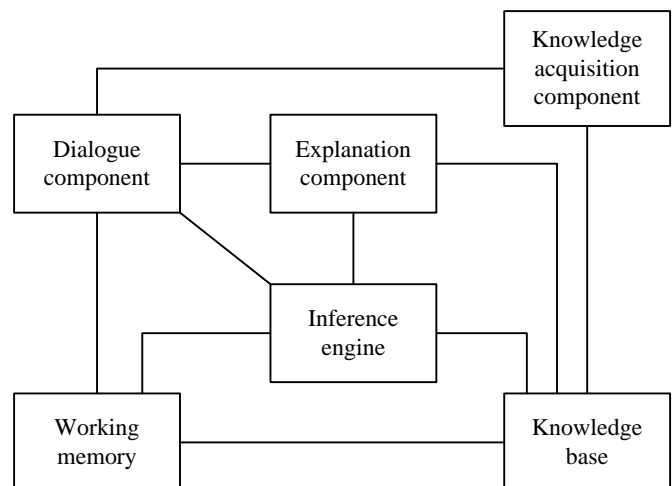 Knowledge
acquisition
component
Dialogue
component
Explanation
component
Inference
engine
Working
memory
Knowledge
base